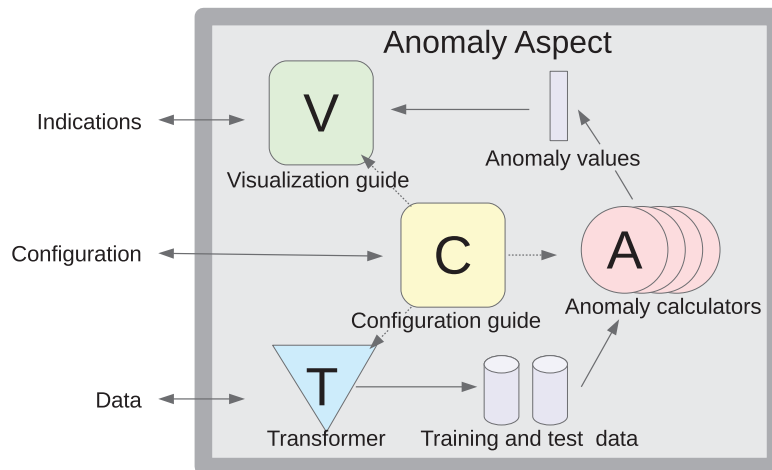 Anomaly Aspect
V
Indications
Anomaly values
Visualization guide
A
C
Configuration
Anomaly calculators
Configuration guide
T
Data
Transformer
Training and test data